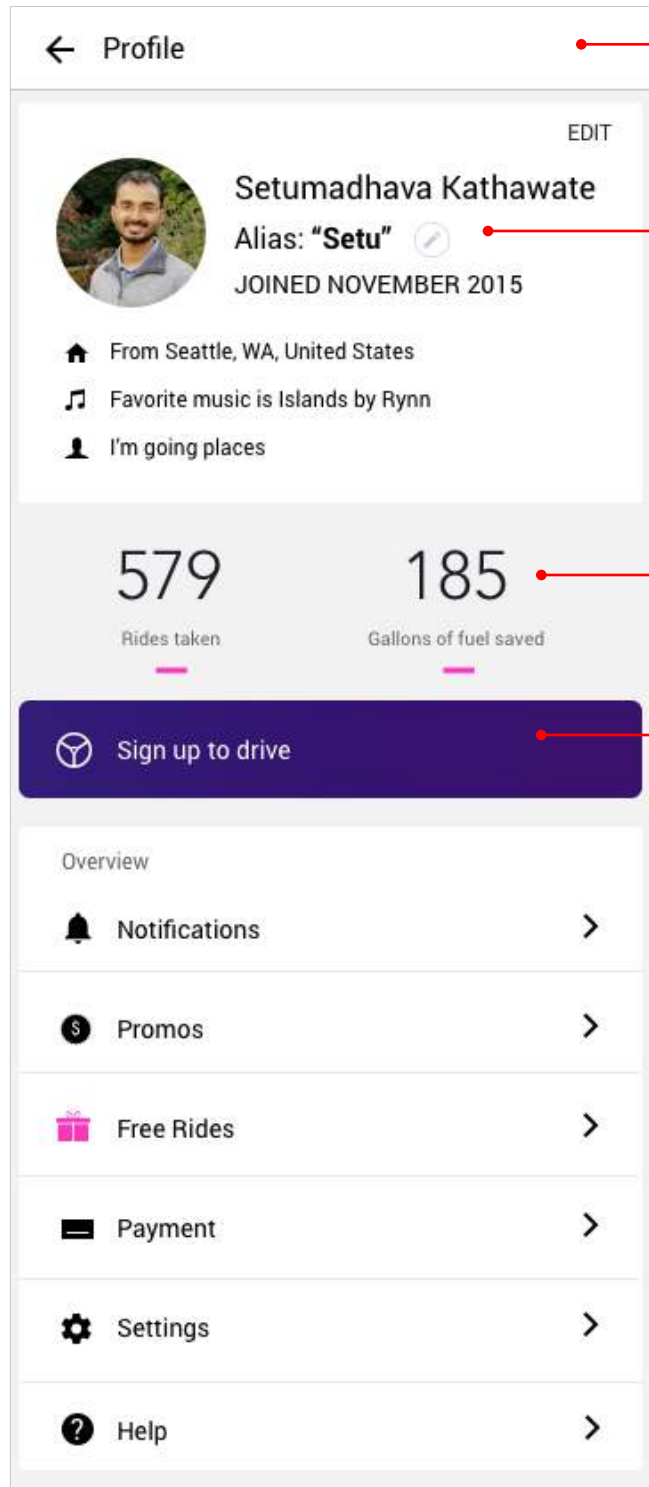 Profile
EDIT
Setumadhava Kathawate
Alias: “Setu”
JOINED NOVEMBER 2015
From Seattle, WA, United States
Favorite music is Islands by Rynn
I'm going places
579 185
Rides taken Gallons of fuel saved
Sign up to drive
Overview
Notifications
$ Promos
Free Rides
Payment
Settings
? Help